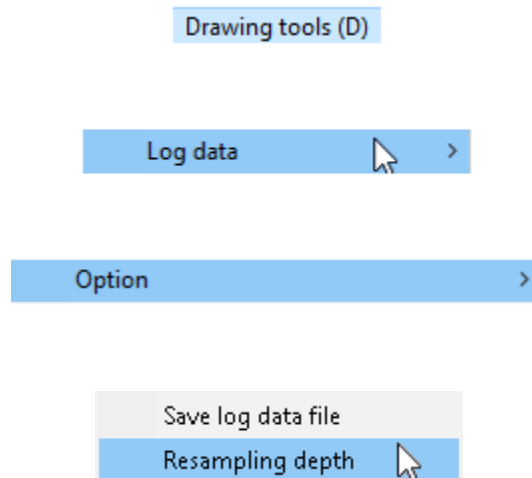 Drawing tools (D)
Log data
Option
Save log data file
Resampling depth